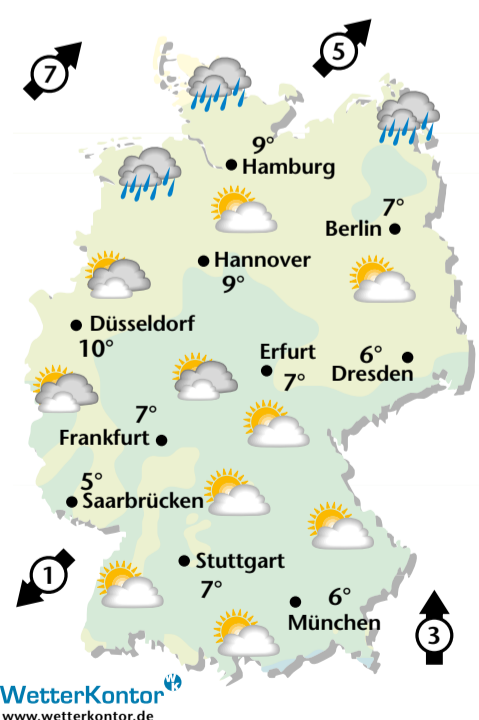 5
7
9°
Hamburg
7°
Berlin
Hannover
9°
Düsseldorf
10°
Erfurt
7°
6°
Dresden
7°
Frankfurt
5°
Saarbrücken
Stuttgart
7°
6°
München
1
3
WetterKontor
WK
www.wetterkontor.de